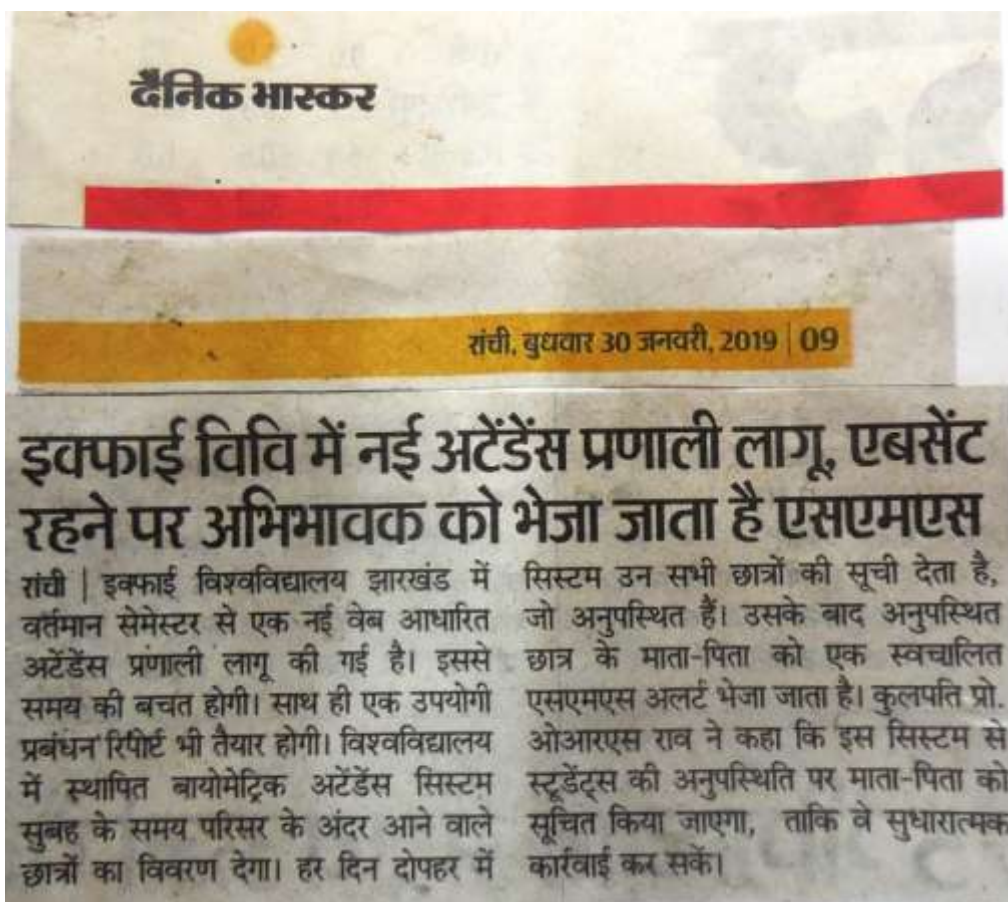 दैनिक भास्कर
रांची, बुधवार 30 जनवरी, 2019 | 09
इक्फाई विवि में नई अटेंडेंस प्रणाली लागू, एबसेंट
रहने पर अभिभावक को भेजा जाता है एसएमएस
रांची | इक्फाई विश्वविद्यालय झारखंड में
वर्तमान सेमेस्टर से एक नई वेब आधारित
अटेंडेंस प्रणाली लागू की गई है। इससे
समय की बचत होगी। साथ ही एक उपयोगी
प्रबंधन रिपोर्ट भी तैयार होगी। विश्वविद्यालय
में स्थापित बायोमेट्रिक अटेंडेंस सिस्टम
सुबह के समय परिसर के अंदर आने वाले
छात्रों का विवरण देगा। हर दिन दोपहर में
सिस्टम उन सभी छात्रों की सूची देता है,
जो अनुपस्थित हैं। उसके बाद अनुपस्थित
छात्र के माता-पिता को एक स्वचालित
एसएमएस अलर्ट भेजा जाता है। कुलपति प्रो.
ओआरएस राव ने कहा कि इस सिस्टम से
स्टूडेंट्स की अनुपस्थिति पर माता-पिता को
सूचित किया जाएगा, ताकि वे सुधारात्मक
कार्रवाई कर सकें।